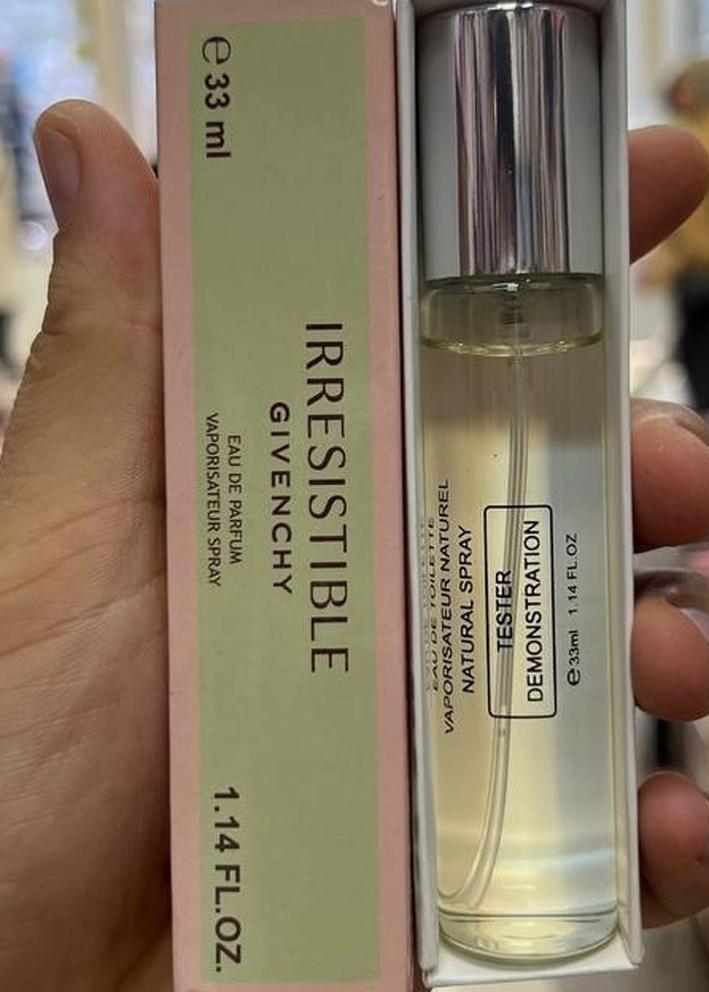 e 33 ml
IRRESISTIBLE
GIVENCHY
EAU DE PARFUM
VAPORISATEUR SPRAY
1.14 FL.OZ.
EAU DE TOILETTE
VAPORISATEUR NATUREL
NATURAL SPRAY
TESTER
DEMONSTRATION
e 33ml 1.14 FL.OZ